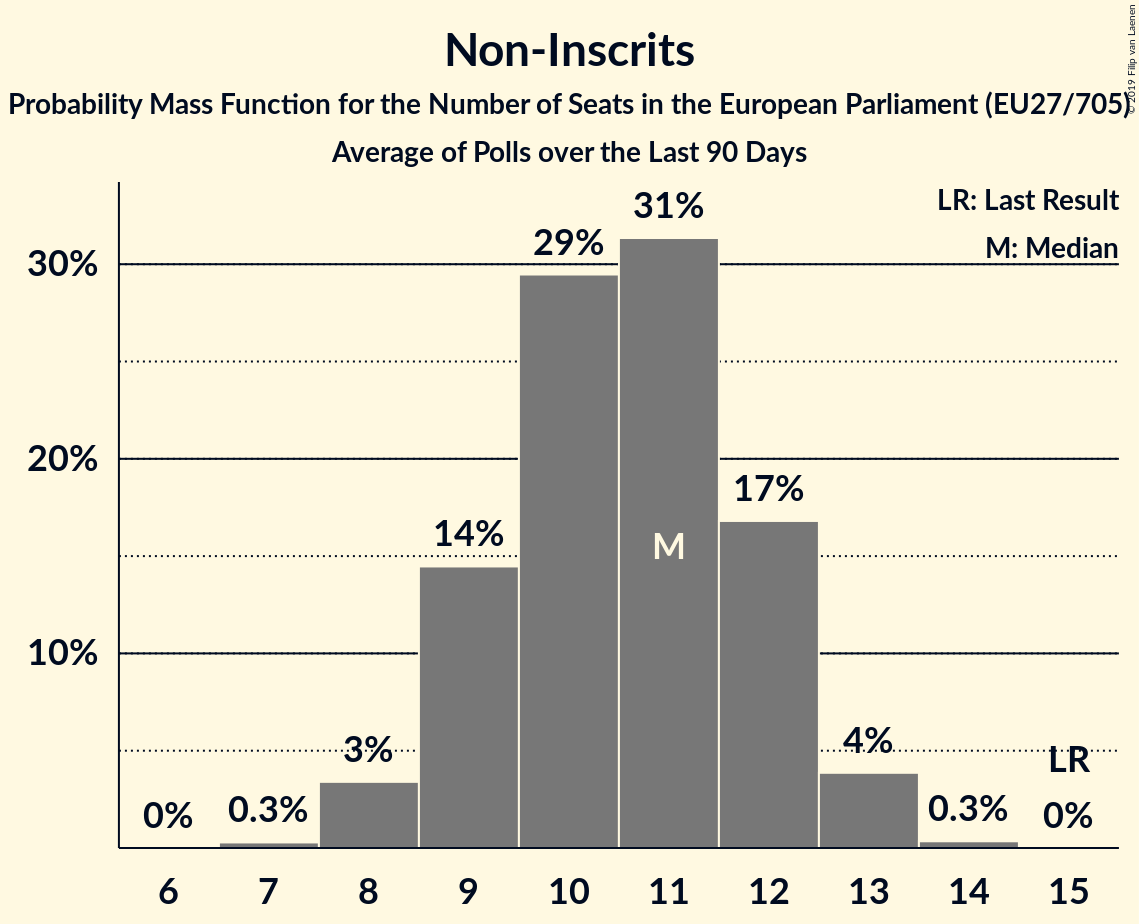 Non-Inscrits
Probability Mass Function for the Number of Seats in the European Parliament (EU27/705)
Average of Polls over the Last 90 Days
© 2019 Filip van Laenen
LR: Last Result
M: Median
30%
20%
10%
0%
0.3%
3%
14%
29%
31%
17%
4%
0.3%
0%
M
LR
6 7 8 9 10 11 12 13 14 15